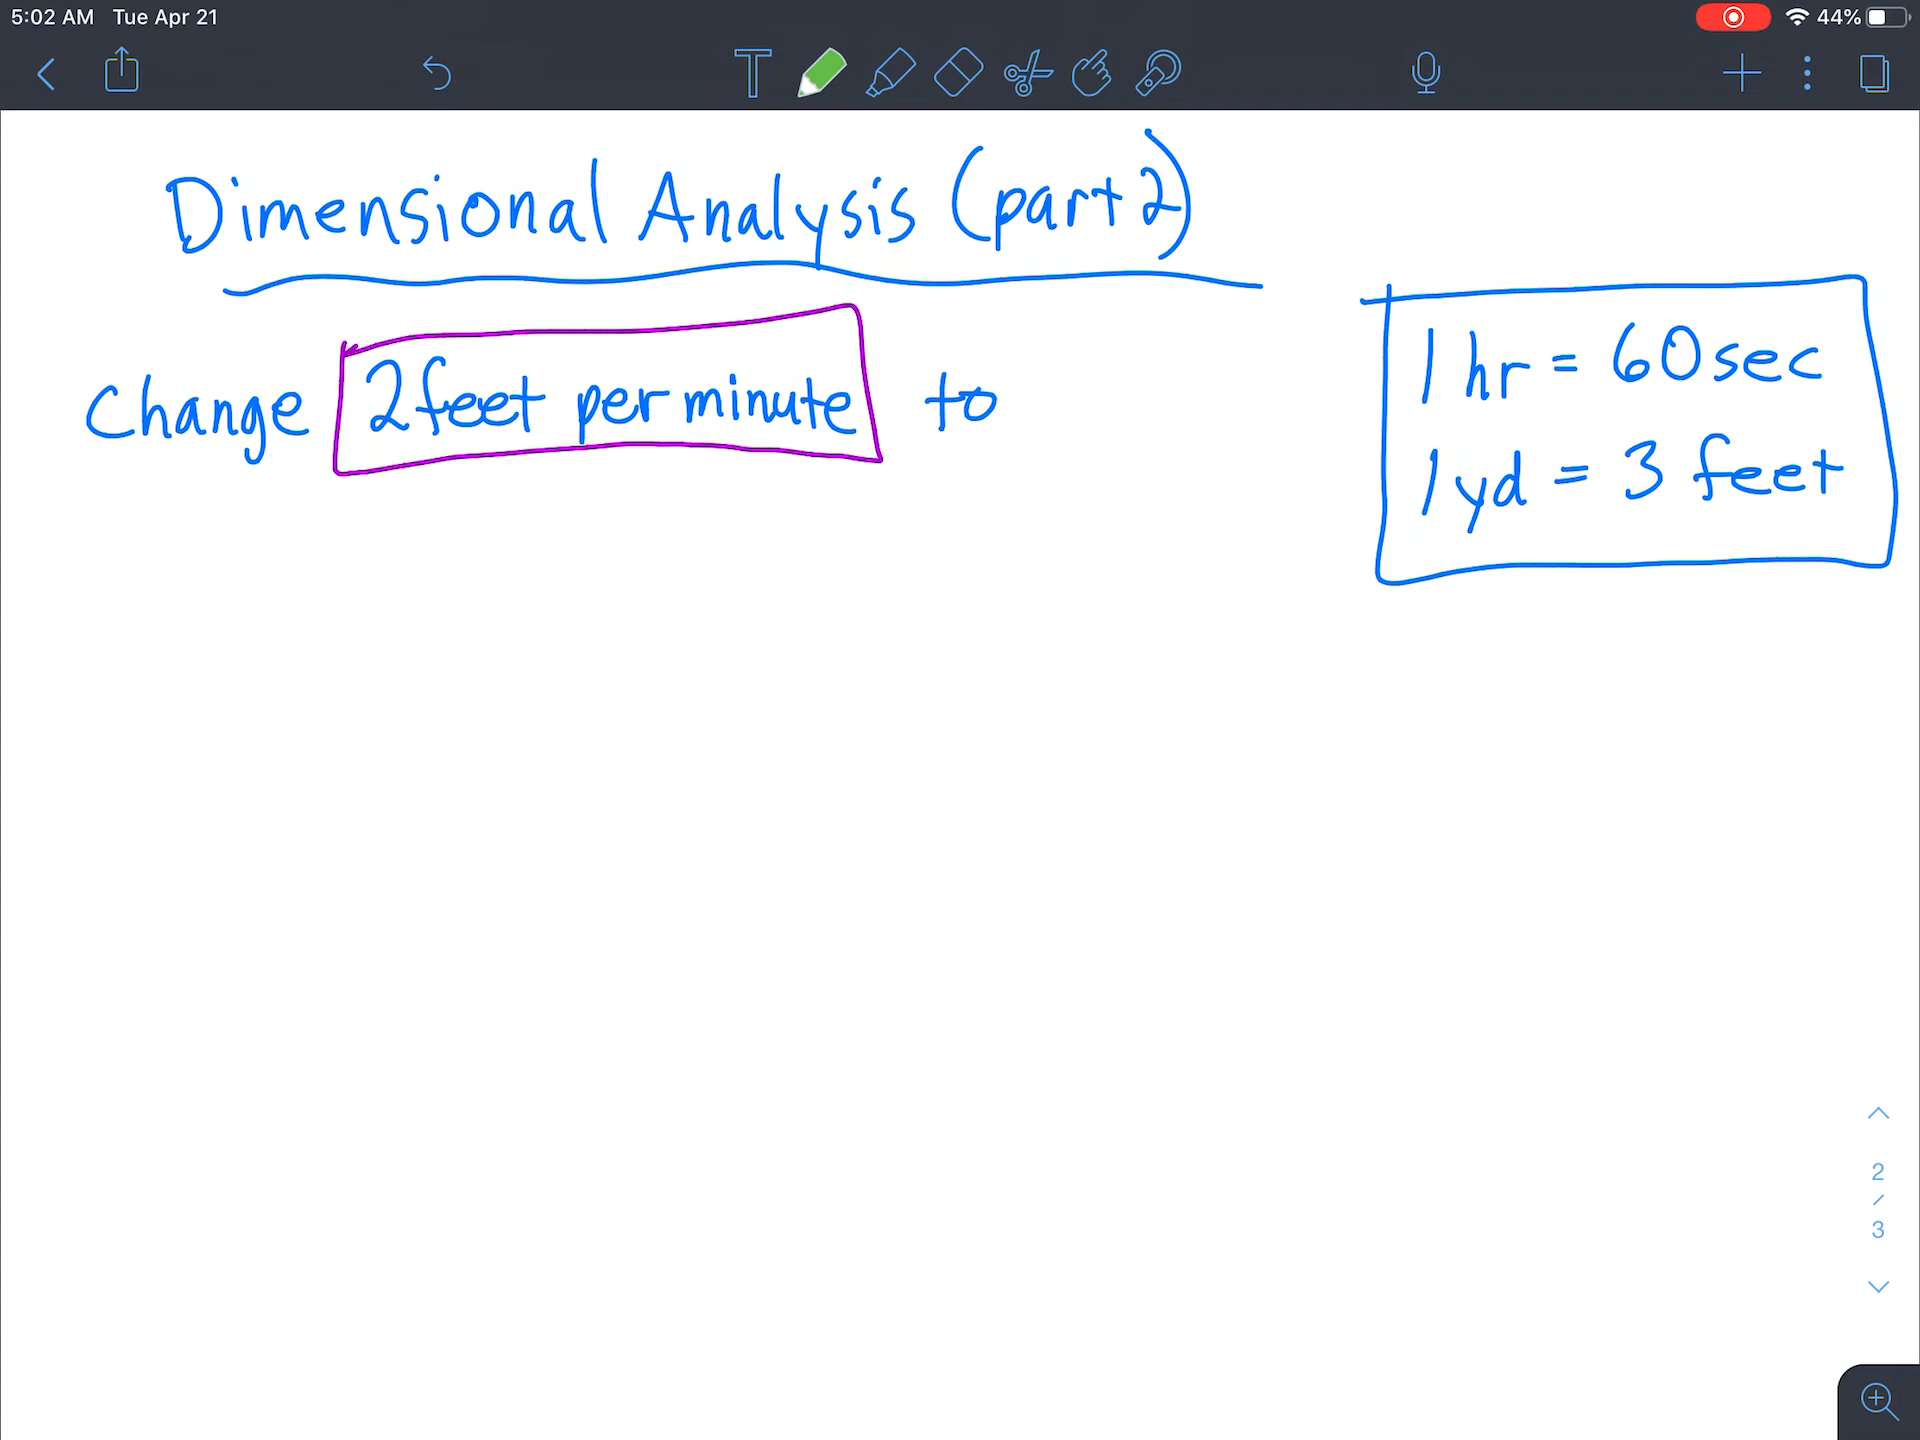 5:02 AM Tue Apr 21
44%
T
Dimensional Analysis (part 2)
Change 2 feet per minute to
1 hr = 60 sec
1 yd = 3 feet
2
/
3